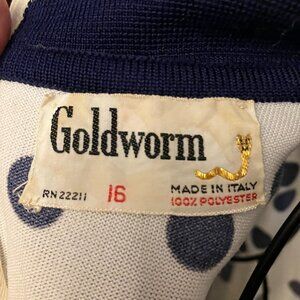 Goldworm
RN 22211 16 MADE IN ITALY
100% POLYESTER